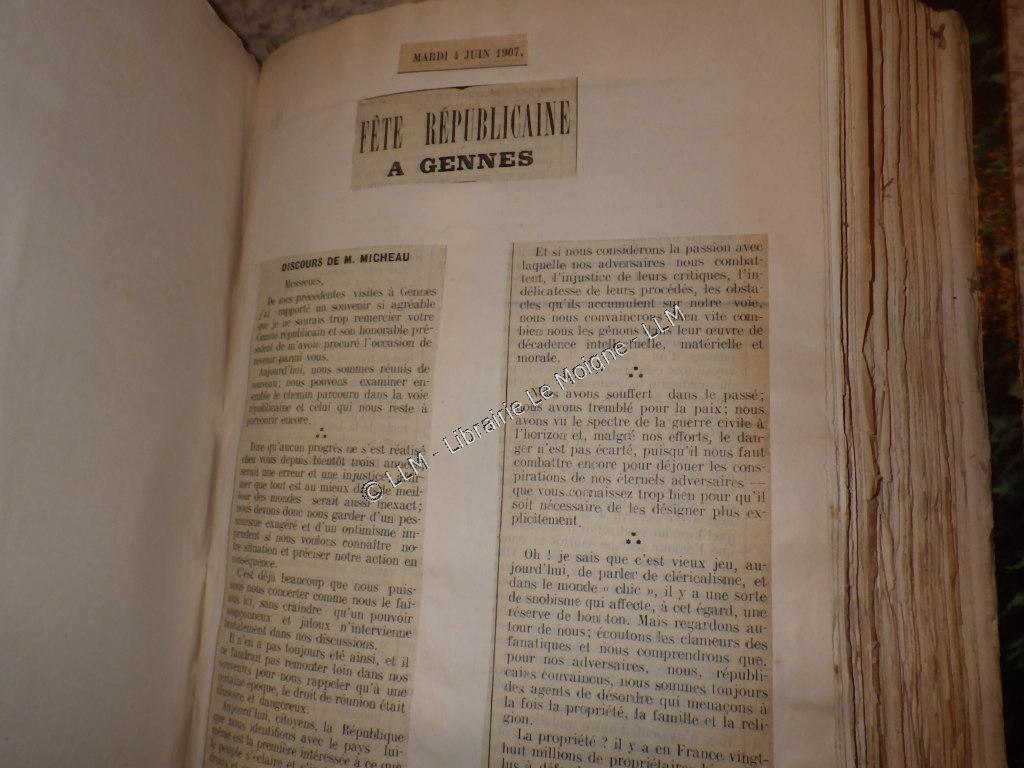 MARDI 4 JUIN 1907.
FÊTE RÉPUBLICAINE
A GENNES
DISCOURS DE M. MICHEAU
Messieurs,
De mes précédentes visites à Gennes
j'ai rapporté un souvenir si agréable
que je ne saurais trop remercier votre
Comité républicain et son honorable pré-
sident de m'avoir procuré l'occasion de
revenir parmi vous.
Aujourd'hui, nous sommes réunis de
nouveau; nous pouvons examiner en-
semble le chemin parcouru dans la voie
républicaine et celui qui nous reste à
parcourir encore.
Dire qu'aucun progrès ne s'est réalisé
chez vous depuis bientôt trois
serait une erreur et une injustice
mer que tout est au mieux meil-
leur des mondes serait aussi inexact;
nous devons donc nous garder d'un pes-
simisme exagéré et d'un optimisme im-
prudent si nous voulons connaître no-
tre situation et préciser notre action en
conséquence.
C'est déjà beaucoup que nous puis-
sions nous concerter comme nous le fai-
sons ici, sans craindre qu'un pouvoir
soupçonneux et jaloux n'intervienne
brutalement dans nos discussions.
Il n'en a pas toujours été ainsi, et il
ne faudrait pas remonter loin dans nos
souvenirs pour nous rappeler qu'à une
certaine époque, le droit de réunion était
illusoire et dangereux.
Aujourd'hui, citoyens, la République
que nous identifions avec le pays lui-
même est la première intéressée à ce que
le peuple s'éclaire et
Et si nous considérons la passion avec
laquelle nos adversaires nous combat-
tent, l'injustice de leurs critiques, l'in-
délicatesse de leurs procédés, les obsta-
cles qu'ils accumulent sur notre voie,
nous nous convaincrons bien vite com-
bien nous les gênons dans leur œuvre de
décadence intellectuelle, matérielle et
morale.
Nous avons souffert dans le passé;
nous avons tremblé pour la paix; nous
avons vu le spectre de la guerre civile à
l'horizon et, malgré nos efforts, le dan-
ger n'est pas écarté, puisqu'il nous faut
combattre encore pour déjouer les cons-
pirations de nos éternels adversaires —
que vous connaissez trop bien pour qu'il
soit nécessaire de les désigner plus ex-
plicitement.
Oh ! je sais que c'est vieux jeu, au-
jourd'hui, de parler de cléricalisme, et
dans le monde « chic », il y a une sorte
de snobisme qui affecte, à cet égard, une
réserve de bon ton. Mais regardons au-
tour de nous; écoutons les clameurs des
fanatiques et nous comprendrons que,
pour nos adversaires, nous, républi-
cains convaincus, nous sommes toujours
des agents de désordre qui menaçons à
la fois la propriété, la famille et la reli-
gion.
La propriété ? il y a en France vingt-
huit millions de propriétaires
© LLM - Librairie Le Moigne - LLM